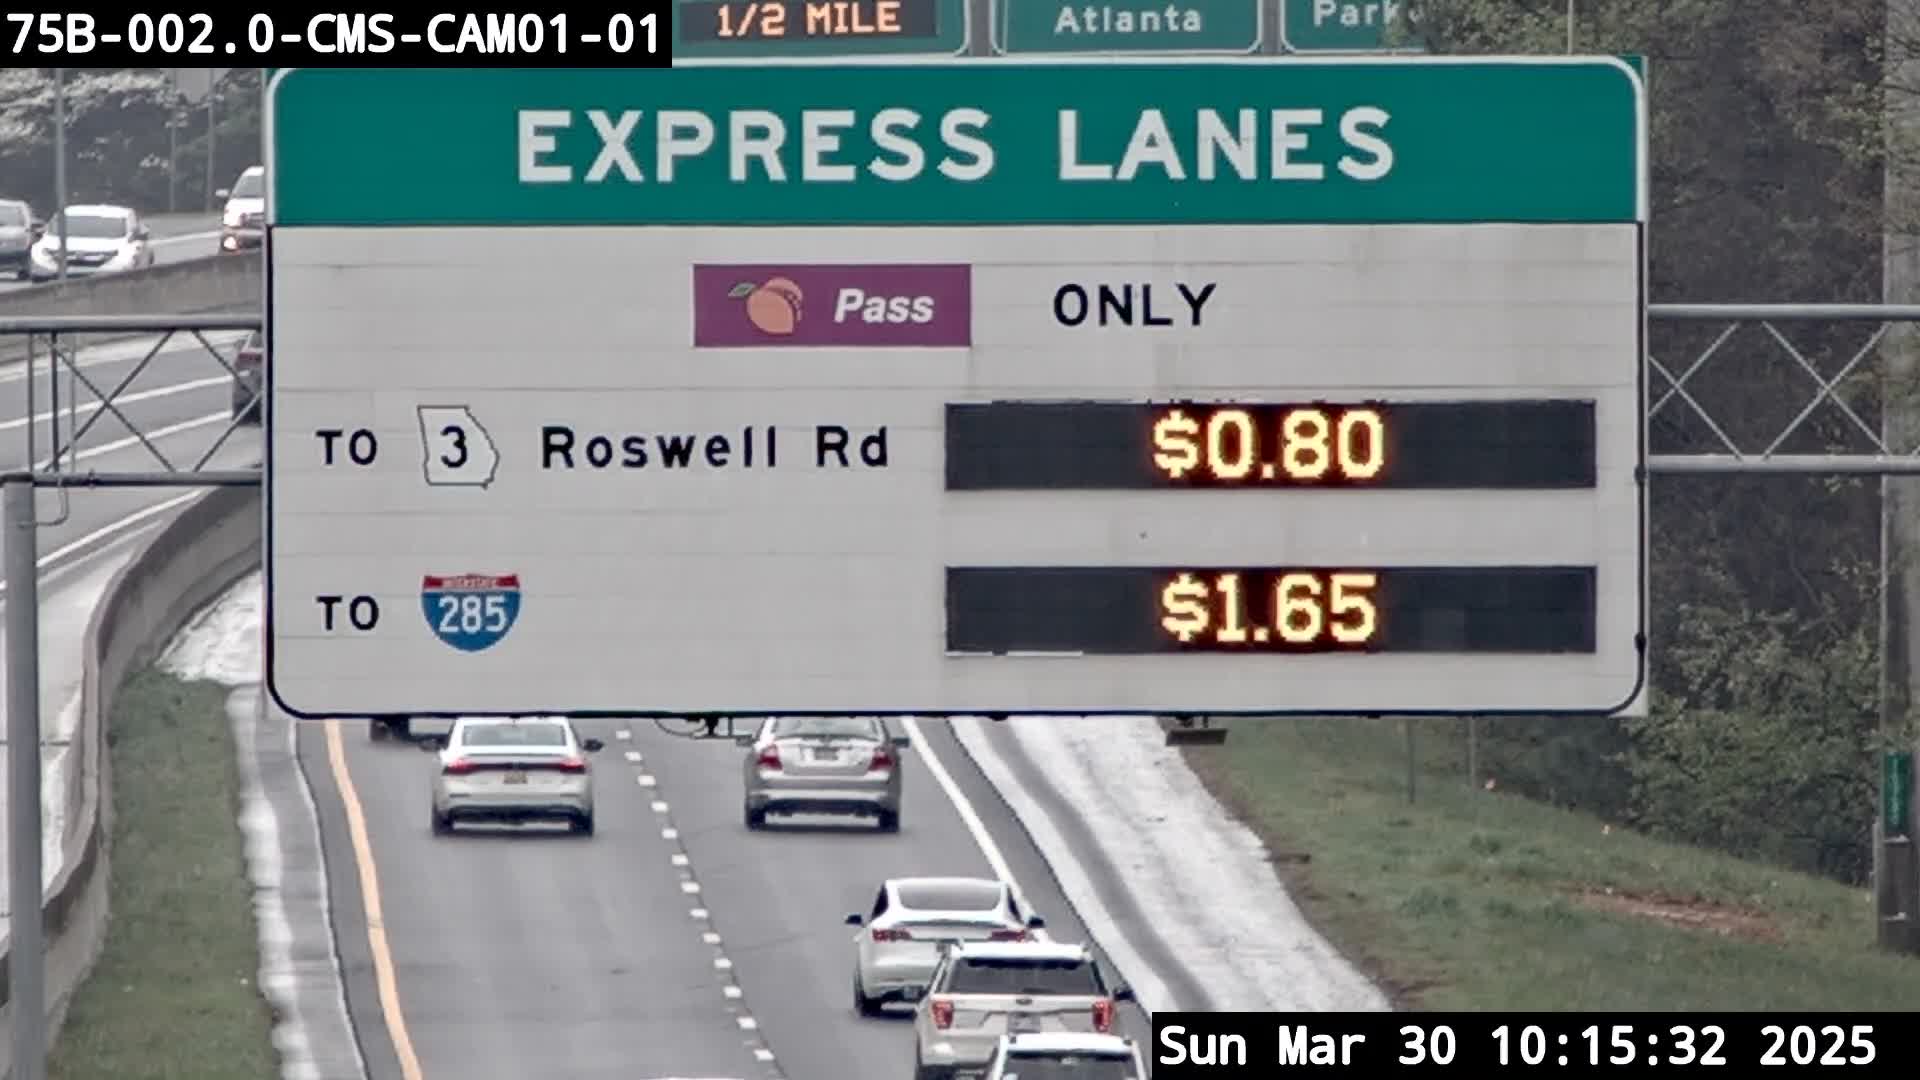 75B-002.0-CMS-CAM01-01
1/2 MILE
Atlanta
EXPRESS LANES
Pass ONLY
TO 3 Roswell Rd $0.80
INTERSTATE
TO 285 $1.65
Sun Mar 30 10:15:32 2025